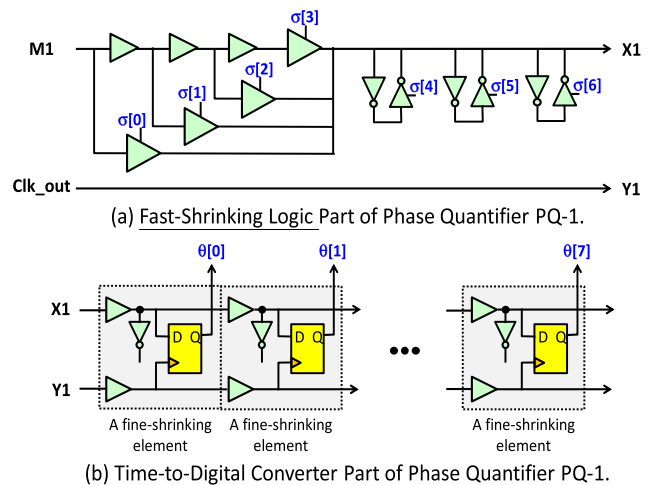 σ[3]
M1
X1
σ[2]
σ[4]
σ[5]
σ[6]
σ[1]
σ[0]
Clk_out
Y1
(a) Fast-Shrinking Logic Part of Phase Quantifier PQ-1.
θ[0]
θ[1]
θ[7]
X1
D Q
D Q
D Q
•••
Y1
A fine-shrinking element
A fine-shrinking element
A fine-shrinking element
(b) Time-to-Digital Converter Part of Phase Quantifier PQ-1.